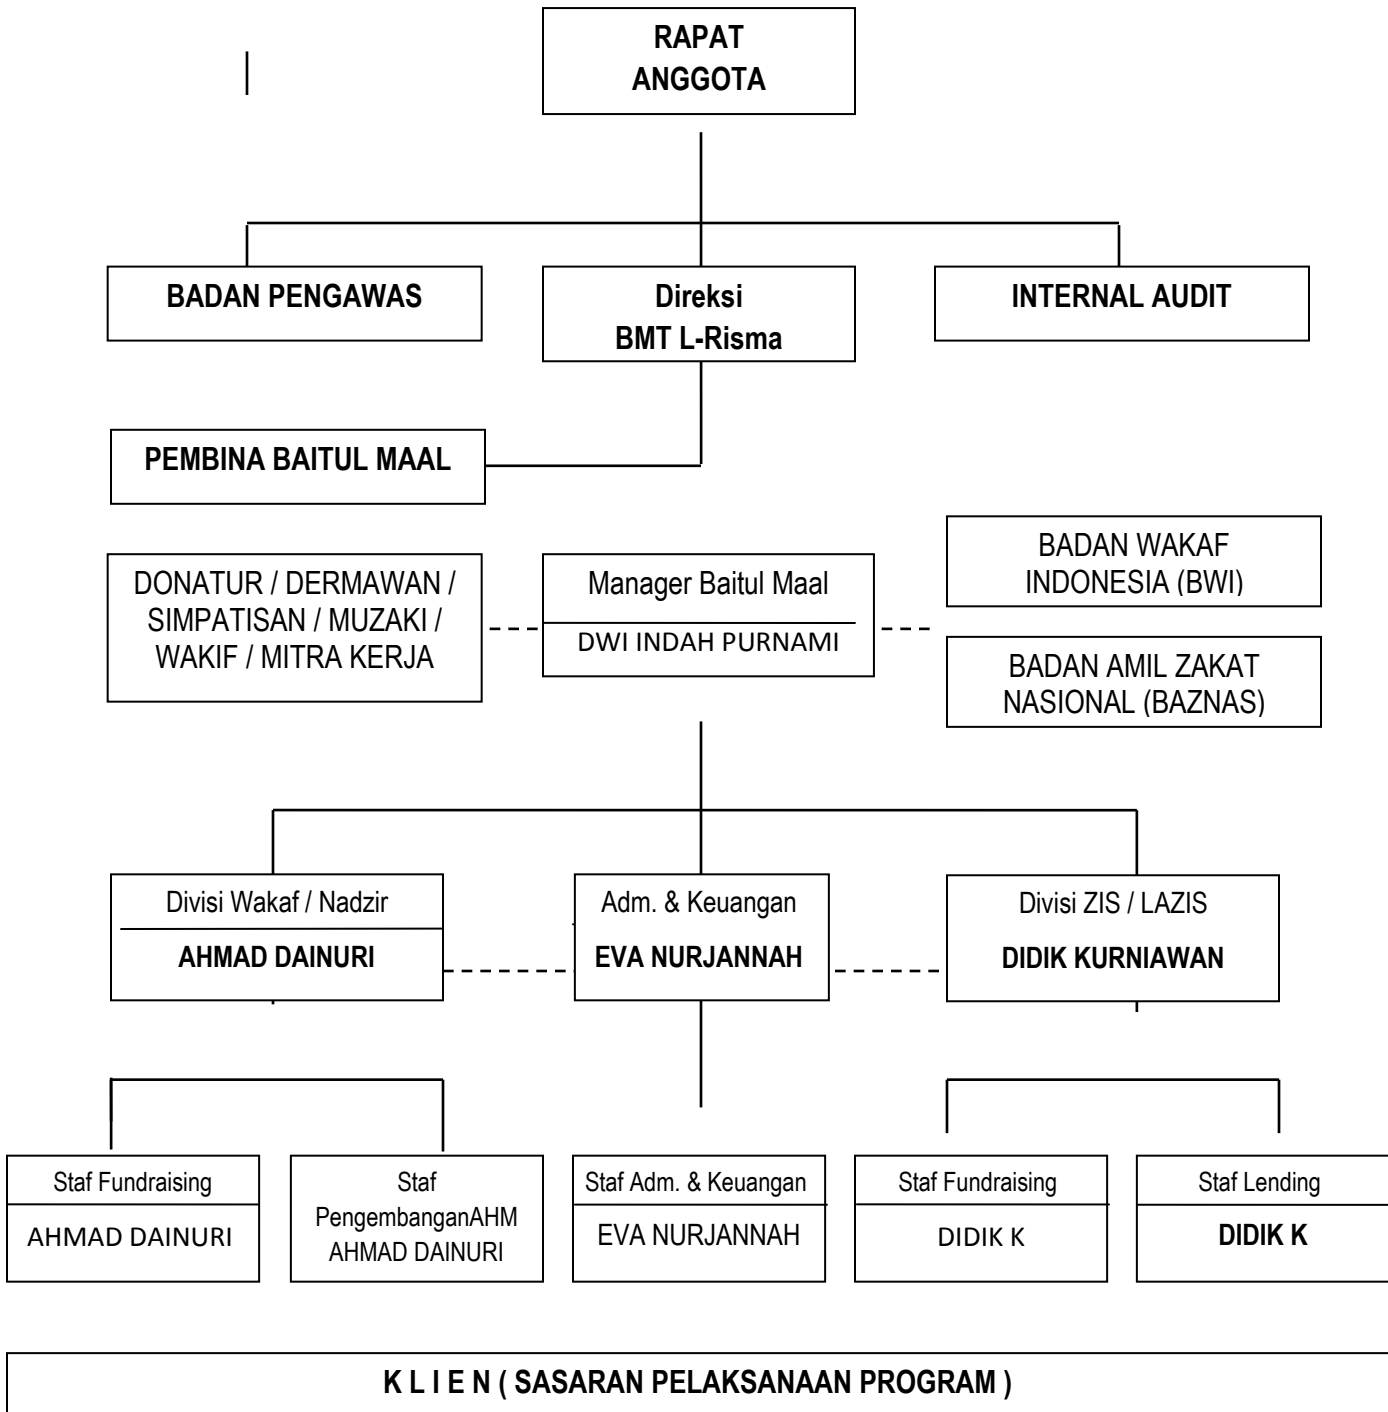 RAPAT
ANGGOTA
BADAN PENGAWAS
Direksi
BMT L-Risma
INTERNAL AUDIT
PEMBINA BAITUL MAAL
DONATUR / DERMAWAN /
SIMPATISAN / MUZAKI /
WAKIF / MITRA KERJA
Manager Baitul Maal
DWI INDAH PURNAMI
BADAN WAKAF
INDONESIA (BWI)
BADAN AMIL ZAKAT
NASIONAL (BAZNAS)
Divisi Wakaf / Nadzir
AHMAD DAINURI
Adm. & Keuangan
EVA NURJANNAH
Divisi ZIS / LAZIS
DIDIK KURNIAWAN
Staf Fundraising
AHMAD DAINURI
Staf
PengembanganAHM
AHMAD DAINURI
Staf Adm. & Keuangan
EVA NURJANNAH
Staf Fundraising
DIDIK K
Staf Lending
DIDIK K
K L I E N ( SASARAN PELAKSANAAN PROGRAM )